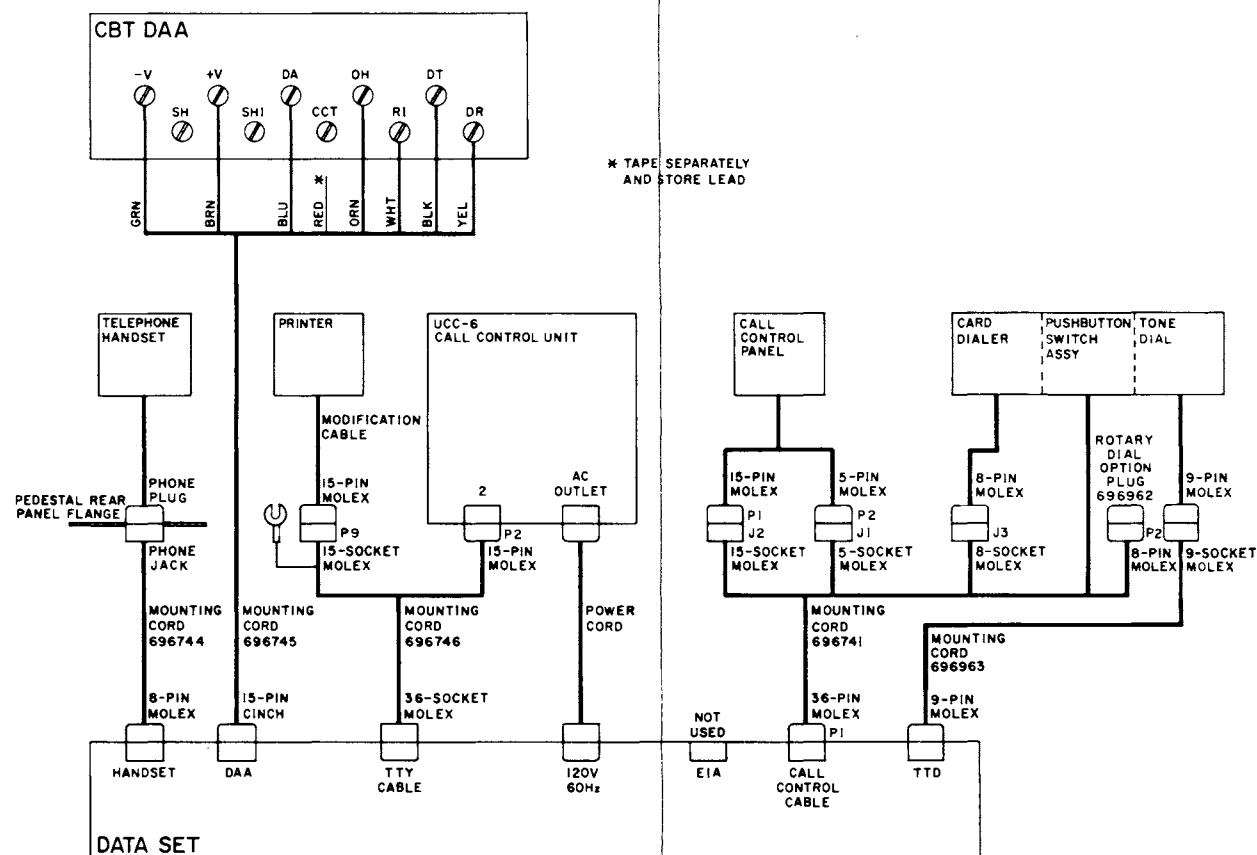 CBT DAA
-V
+V
DA
OH
DT
SH
SH1
CCT
RI
DR
* TAPE SEPARATELY
AND STORE LEAD
*
GRN
BRN
BLU
RED
ORN
WHT
BLK
YEL
TELEPHONE
HANDSET
PRINTER
UCC-6
CALL CONTROL UNIT
CALL
CONTROL
PANEL
CARD
DIALER
PUSHBUTTON
SWITCH
ASSY
TONE
DIAL
MODIFICATION
CABLE
ROTARY
DIAL
OPTION
PLUG
696962
PHONE
PLUG
15-PIN
MOLEX
2
AC
OUTLET
15-PIN
MOLEX
5-PIN
MOLEX
8-PIN
MOLEX
9-PIN
MOLEX
PEDESTAL REAR
PANEL FLANGE
P9
P2
P1
J2
P2
J1
J3
P2
PHONE
JACK
15-SOCKET
MOLEX
15-PIN
MOLEX
15-SOCKET
MOLEX
5-SOCKET
MOLEX
8-SOCKET
MOLEX
8-PIN
MOLEX
9-SOCKET
MOLEX
MOUNTING
CORD
696744
MOUNTING
CORD
696745
MOUNTING
CORD
696746
POWER
CORD
MOUNTING
CORD
696741
MOUNTING
CORD
696963
8-PIN
MOLEX
15-PIN
CINCH
36-SOCKET
MOLEX
NOT
USED
36-PIN
MOLEX
P1
9-PIN
MOLEX
HANDSET
DAA
TTY
CABLE
120V
60Hz
EIA
CALL
CONTROL
CABLE
TTD
DATA SET